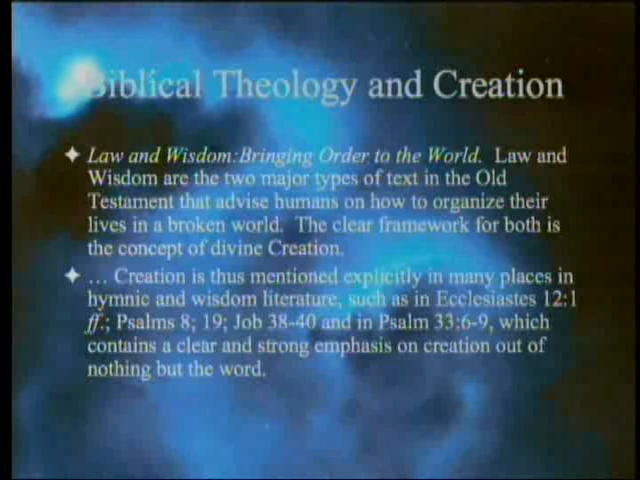 Biblical Theology and Creation
Law and Wisdom:Bringing Order to the World. Law and
Wisdom are the two major types of text in the Old
Testament that advise humans on how to organize their
lives in a broken world. The clear framework for both is
the concept of divine Creation.
… Creation is thus mentioned explicitly in many places in
hymnic and wisdom literature, such as in Ecclesiastes 12:1
ff.; Psalms 8; 19; Job 38-40 and in Psalm 33:6-9, which
contains a clear and strong emphasis on creation out of
nothing but the word.